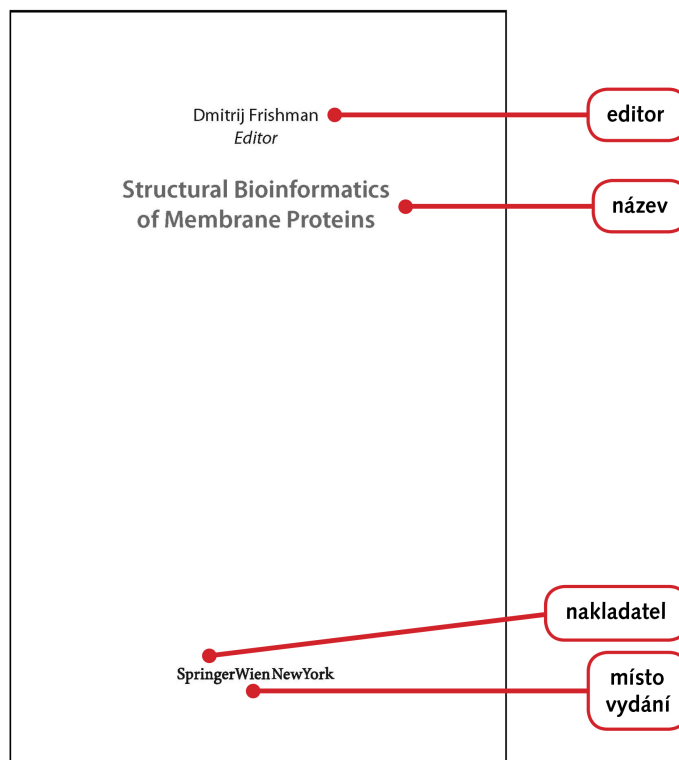 Dmitrij Frishman
Editor
editor
Structural Bioinformatics
of Membrane Proteins
název
nakladatel
SpringerWienNewYork
místo
vydání